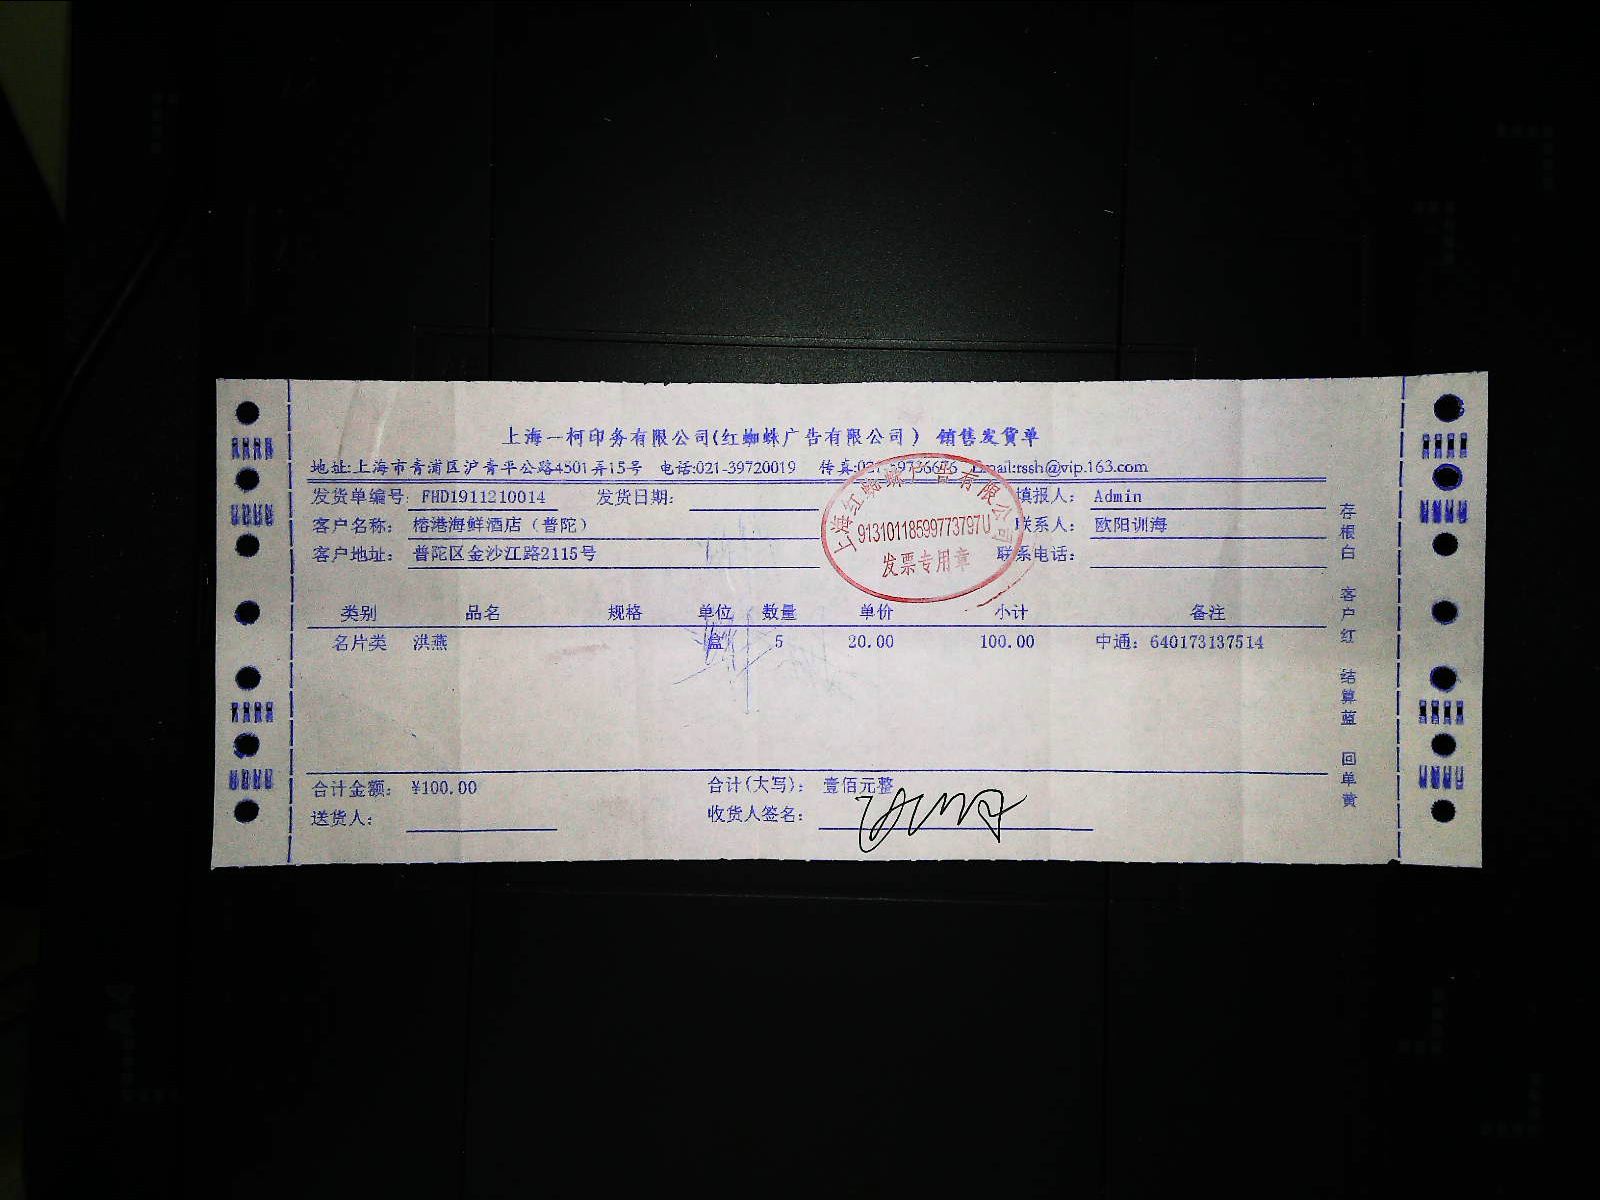 上海一柯印务有限公司(红蜘蛛广告有限公司) 销售发货单
地址:上海市青浦区沪青平公路4501弄15号 电话:021-39720019 传真:021-59736676 Email:rssh@vip.163.com
发货单编号: FHD1911210014 发货日期: 填报人: Admin
客户名称: 榕港海鲜酒店（普陀） 联系人: 欧阳训海
客户地址: 普陀区金沙江路2115号 联系电话:
上海红蜘蛛广告有限公司
91310118599773797U
发票专用章
类别 品名 规格 单位 数量 单价 小计 备注
名片类 洪燕 盒 5 20.00 100.00 中通: 640173137514
合计金额: ¥100.00 合计(大写): 壹佰元整
送货人: 收货人签名:
存根白 客户红 结算蓝 回单黄